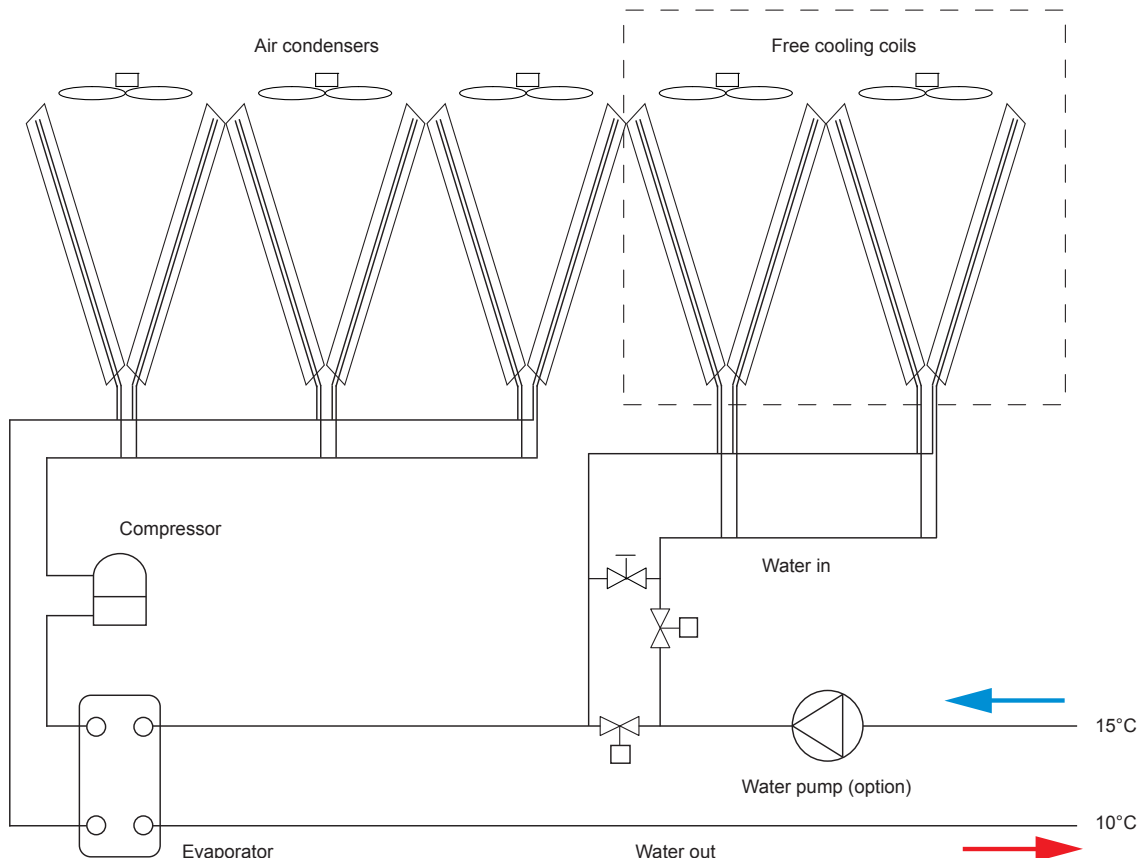 Air condensers
Free cooling coils
Compressor
Water in
15°C
Water pump (option)
10°C
Evaporator
Water out